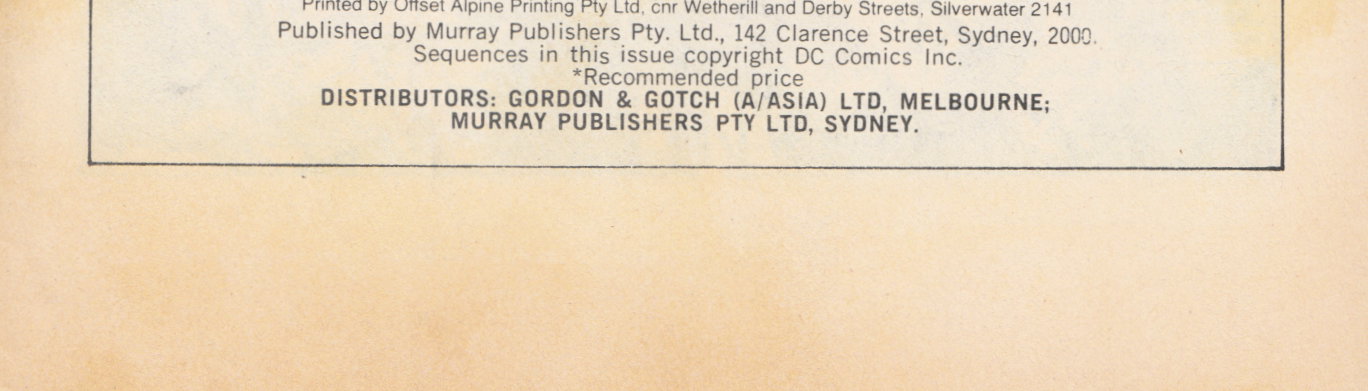 Printed by Offset Alpine Printing Pty Ltd, cnr Wetherill and Derby Streets, Silverwater 2141
Published by Murray Publishers Pty. Ltd., 142 Clarence Street, Sydney, 2000.
Sequences in this issue copyright DC Comics Inc.
*Recommended price
DISTRIBUTORS: GORDON & GOTCH (A/ASIA) LTD, MELBOURNE;
MURRAY PUBLISHERS PTY LTD, SYDNEY.